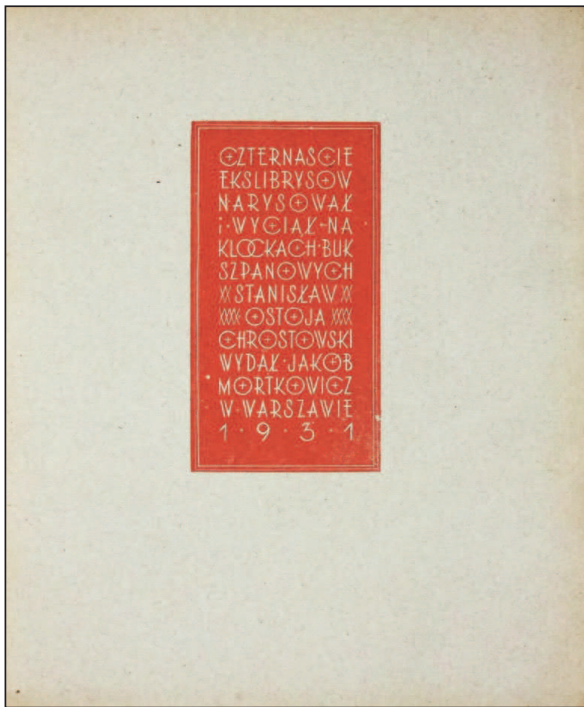 CZTERNAŚCIE
EKSLIBRYSÓW
NARYSOWAŁ
i·WYCIĄŁ·NA
KLOCKACH·BUK
SZPANOWYCH
STANISŁAW
OSTOJA
CHROSTOWSKI
WYDAŁ·JAKÓB
MORTKOWICZ
W·WARSZAWIE
1·9·3·1